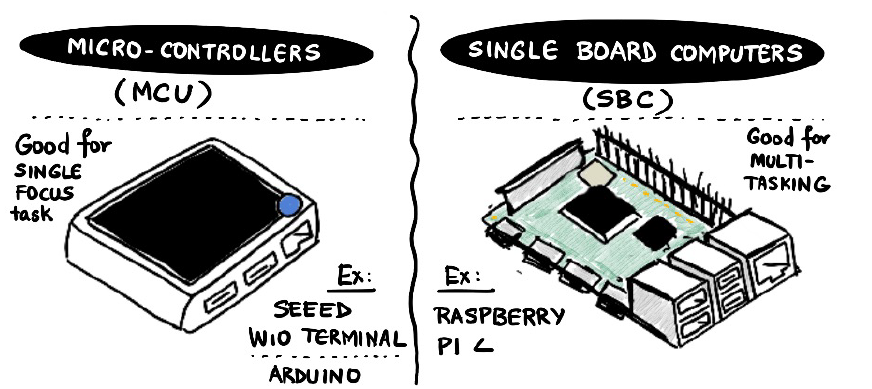 MICRO-CONTROLLERS
(MCU)
Good for
SINGLE
FOCUS
task
Ex:
SEEED
WIO TERMINAL
ARDUINO
SINGLE BOARD COMPUTERS
(SBC)
Good for
MULTI-
TASKING
Ex:
RASPBERRY
PI